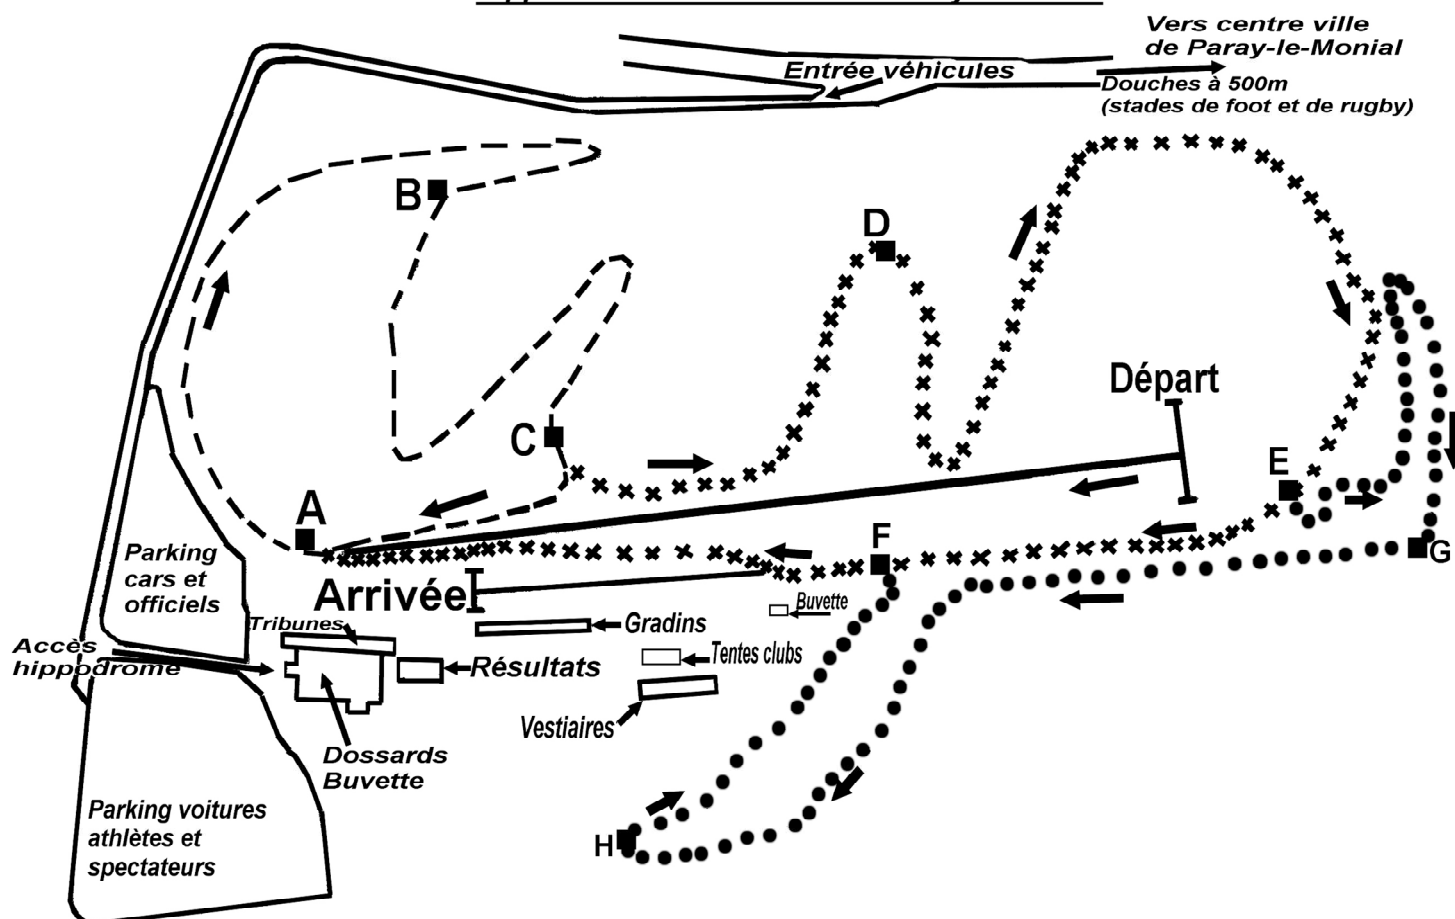 Vers centre ville
de Paray-le-Monial
Entrée véhicules
Douches à 500m
(stades de foot et de rugby)
B
D
Départ
C
E
A
F
G
Parking
cars et
officiels
Arrivée
Buvette
Tribunes
Gradins
Accès
hippodrome
Résultats
Tentes clubs
Vestiaires
Dossards
Buvette
Parking voitures
athlètes et
spectateurs
H